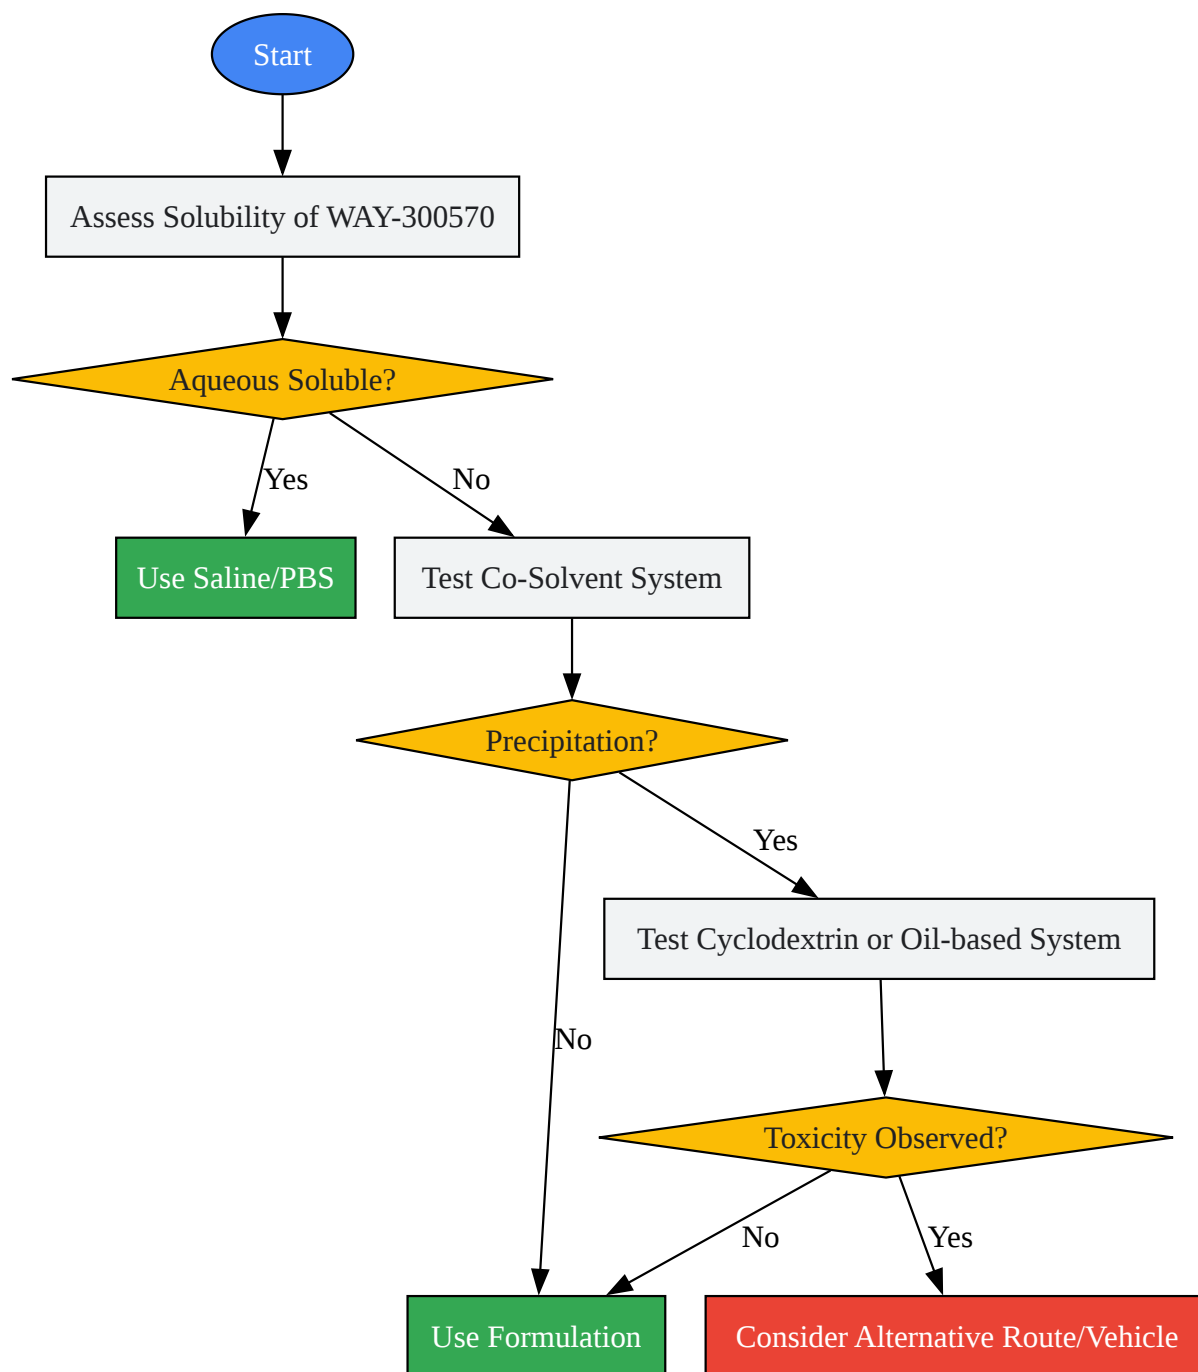 Start
Assess Solubility of WAY-300570
Aqueous Soluble?
Yes
No
Use Saline/PBS
Test Co-Solvent System
Precipitation?
Yes
Test Cyclodextrin or Oil-based System
No
Toxicity Observed?
No
Yes
Use Formulation
Consider Alternative Route/Vehicle